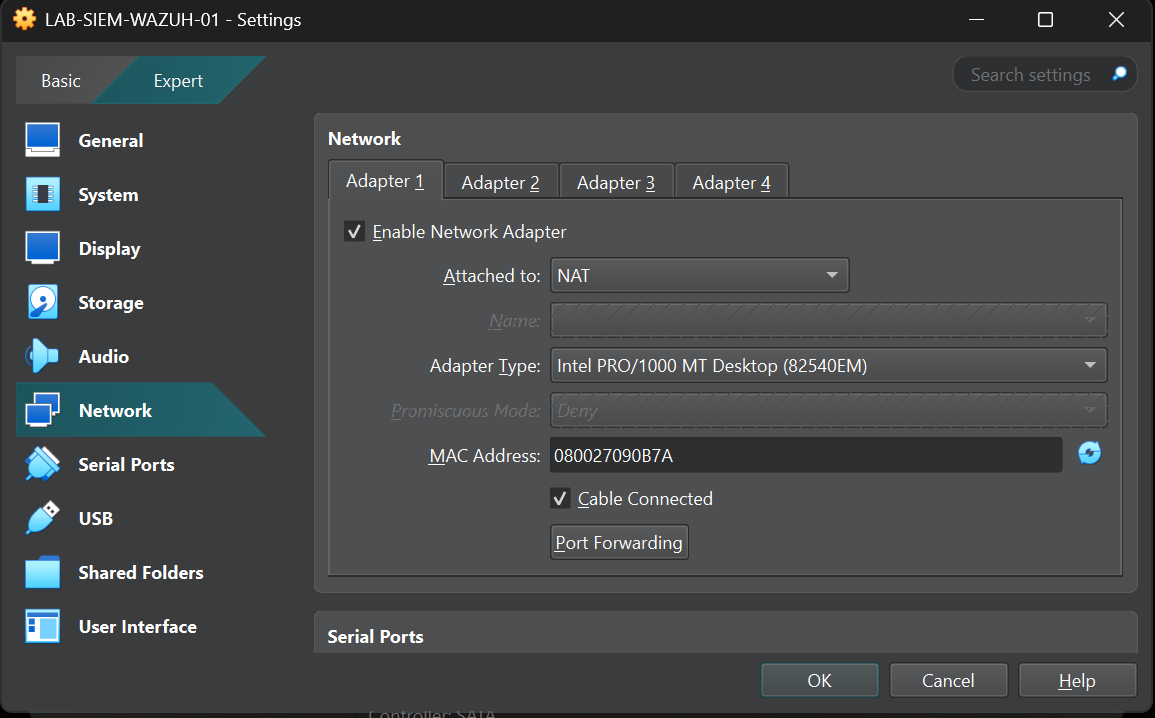 LAB-SIEM-WAZUH-01 - Settings
Basic
Expert
Search settings
General
System
Display
Storage
Audio
Network
Serial Ports
USB
Shared Folders
User Interface
Network
Adapter 1
Adapter 2
Adapter 3
Adapter 4
Enable Network Adapter
Attached to: NAT
Name:
Adapter Type: Intel PRO/1000 MT Desktop (82540EM)
Promiscuous Mode: Deny
MAC Address: 080027090B7A
Cable Connected
Port Forwarding
Serial Ports
OK
Cancel
Help
Controller: SATA